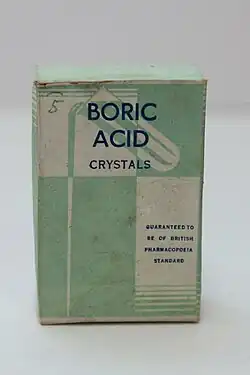 5
BORIC
ACID
CRYSTALS
GUARANTEED TO
BE OF BRITISH
PHARMACOPOEIA
STANDARD